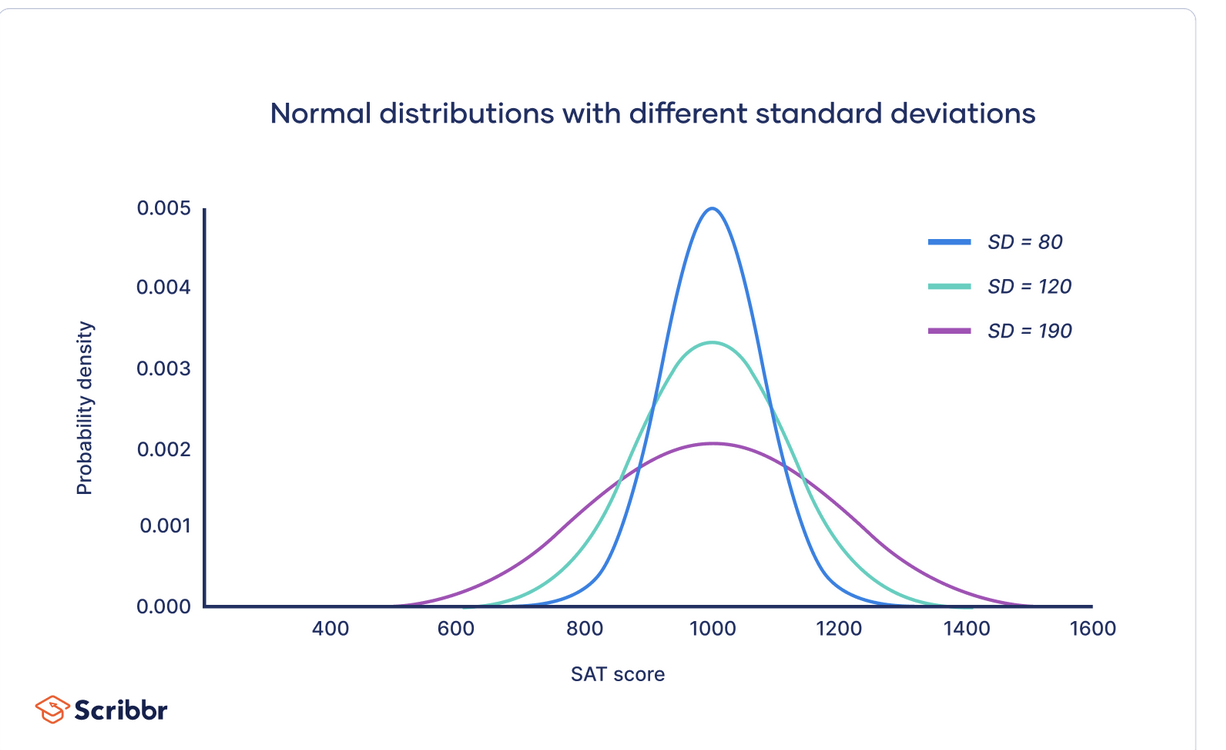 Normal distributions with different standard deviations
0.005
0.004
0.003
0.002
0.001
0.000
Probability density
SD = 80
SD = 120
SD = 190
400 600 800 1000 1200 1400 1600
SAT score
Scribbr